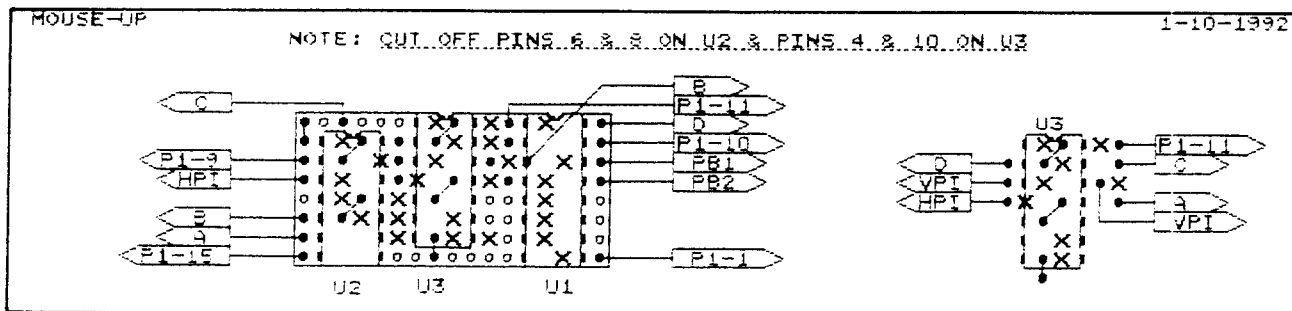 MOUSE-UP
1-10-1992
NOTE: CUT OFF PINS 6 & 8 ON U2 & PINS 4 & 10 ON U3
C
P1-9
HPI
B
A
P1-15
B
P1-11
D
P1-10
PB1
PB2
P1-1
U2
U3
U1
U3
D
VPI
HPI
P1-11
C
A
VPI